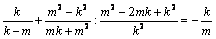 k/(k−m) + (m² − k²)/(mk + m²) : (m² − 2mk + k²)/k² = − k/m